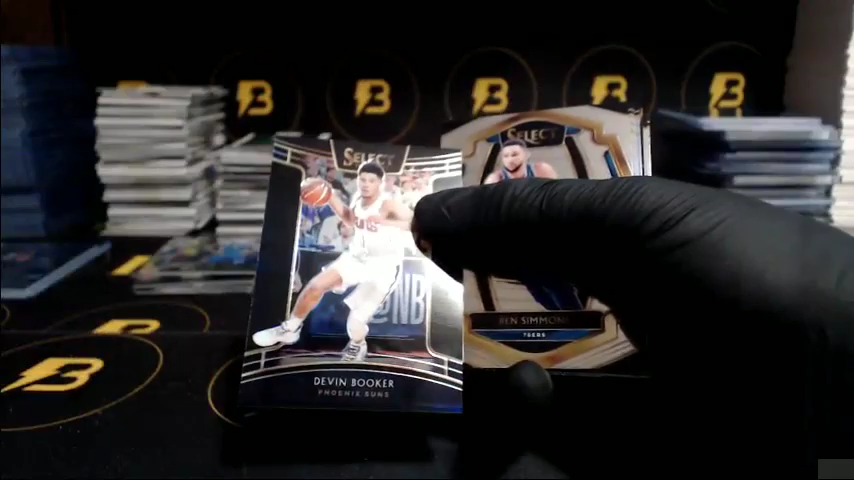 B
B
B
B
B
SELECT
SELECT
@NB
DEVIN BOOKER
PHOENIX SUNS
BEN SIMMONS
76ERS
B
B